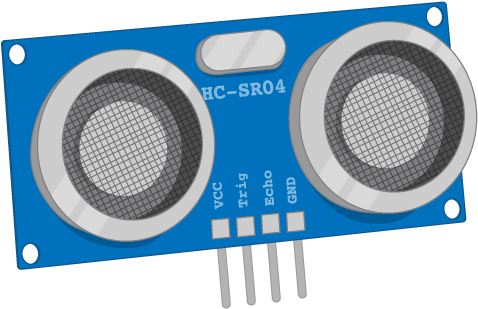 HC-SR04
VCC
Trig
Echo
GND